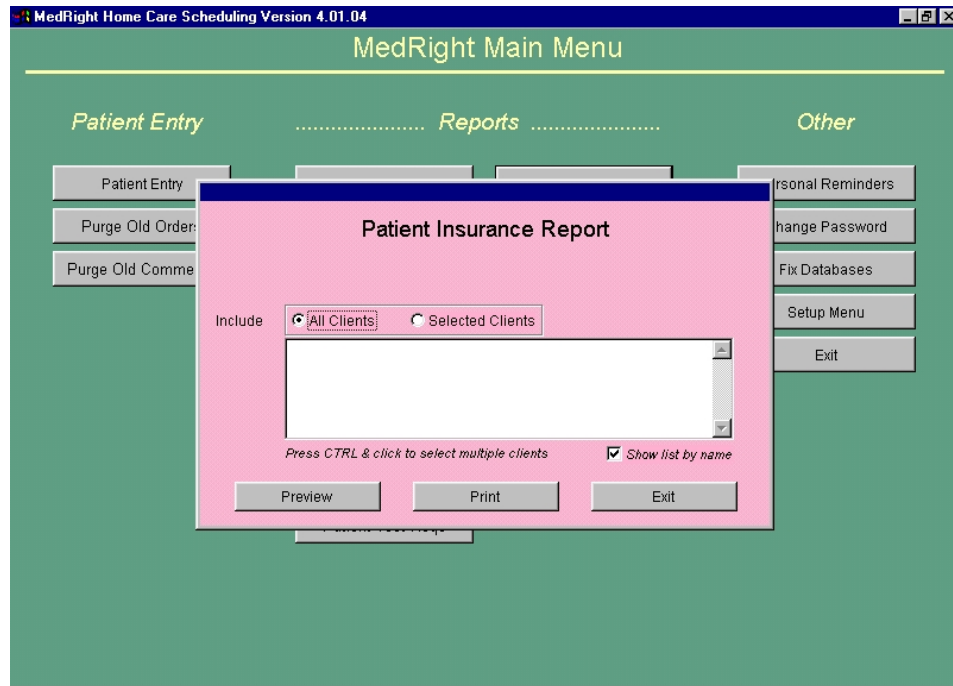 MedRight Home Care Scheduling Version 4.01.04
MedRight Main Menu
Patient Entry
...................... Reports ......................
Other
Patient Entry
Purge Old Order
Purge Old Comme
Patient Insurance Report
Include
All Clients
Selected Clients
Press CTRL & click to select multiple clients
Show list by name
Preview
Print
Exit
rsonal Reminders
hange Password
Fix Databases
Setup Menu
Exit